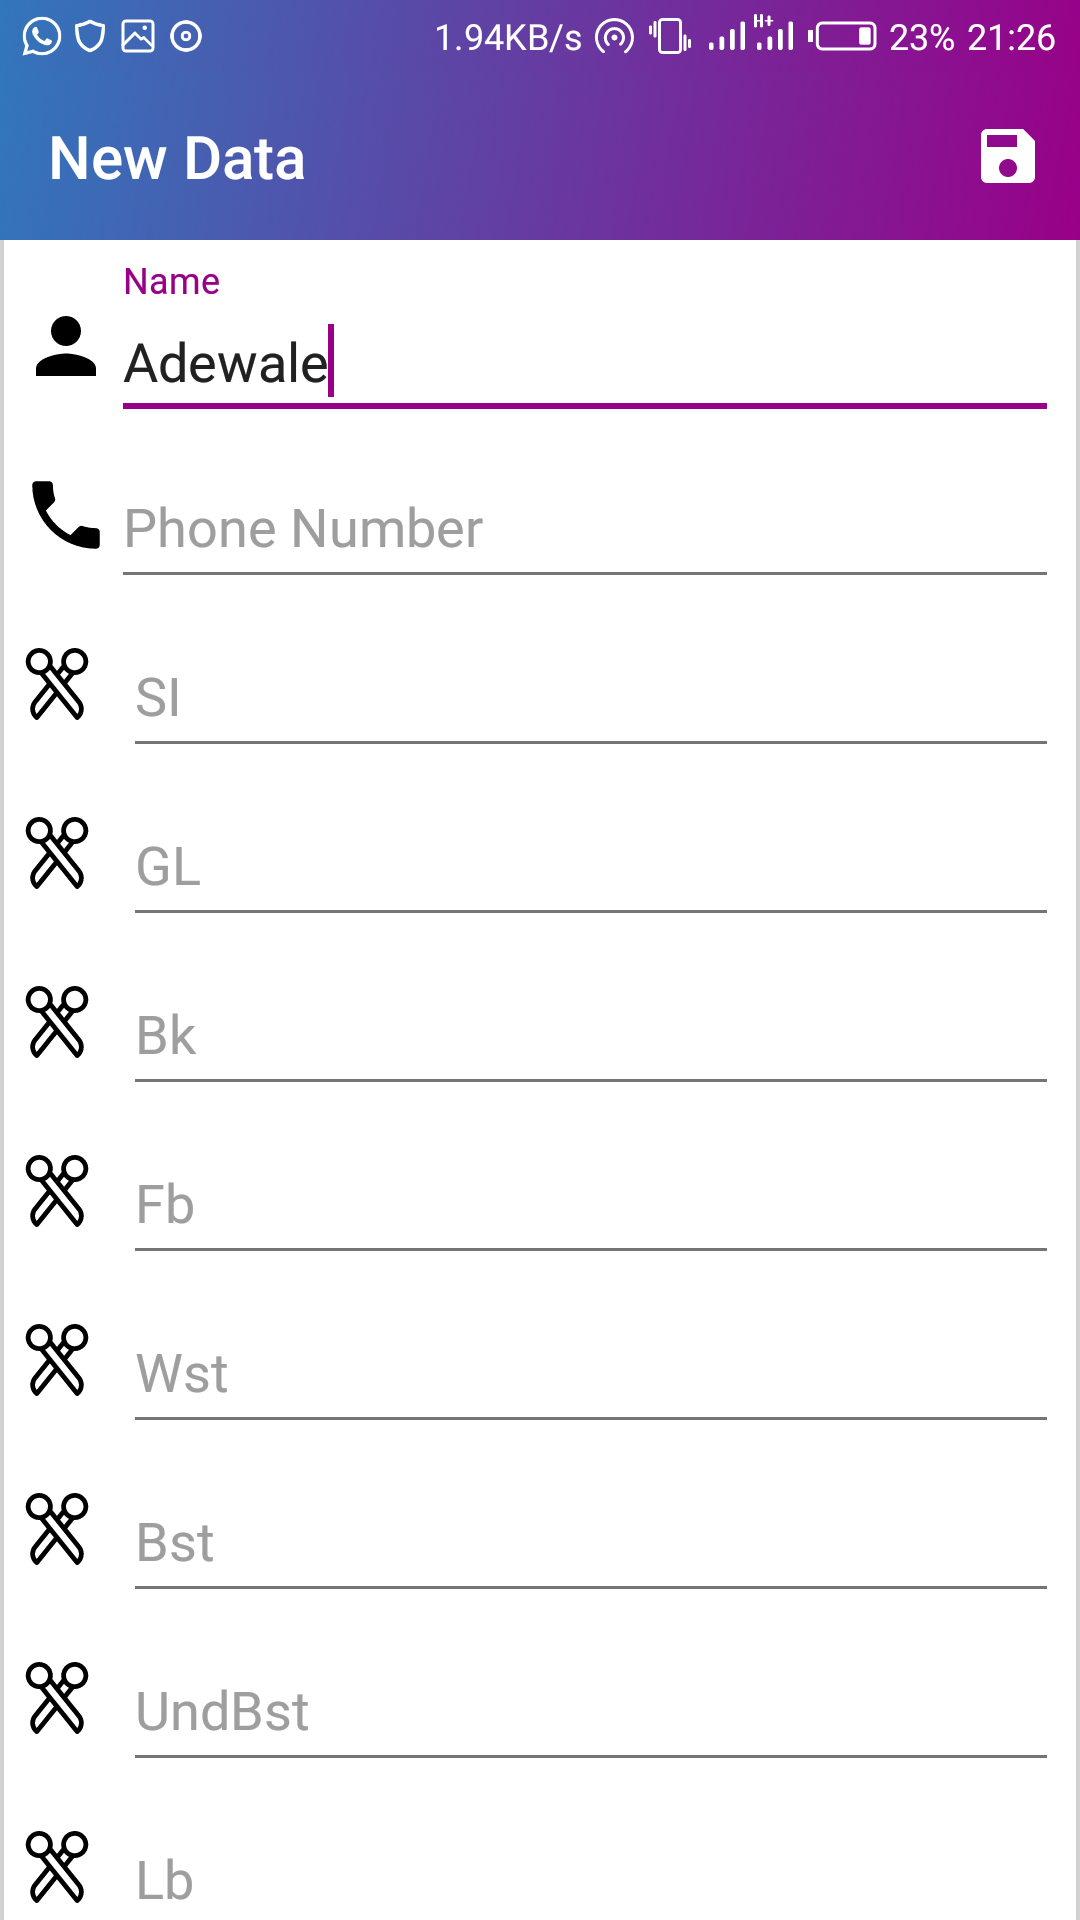 1.94KB/s H+ 23% 21:26
New Data
Name
Adewale
Phone Number
Sl
GL
Bk
Fb
Wst
Bst
UndBst
Lb